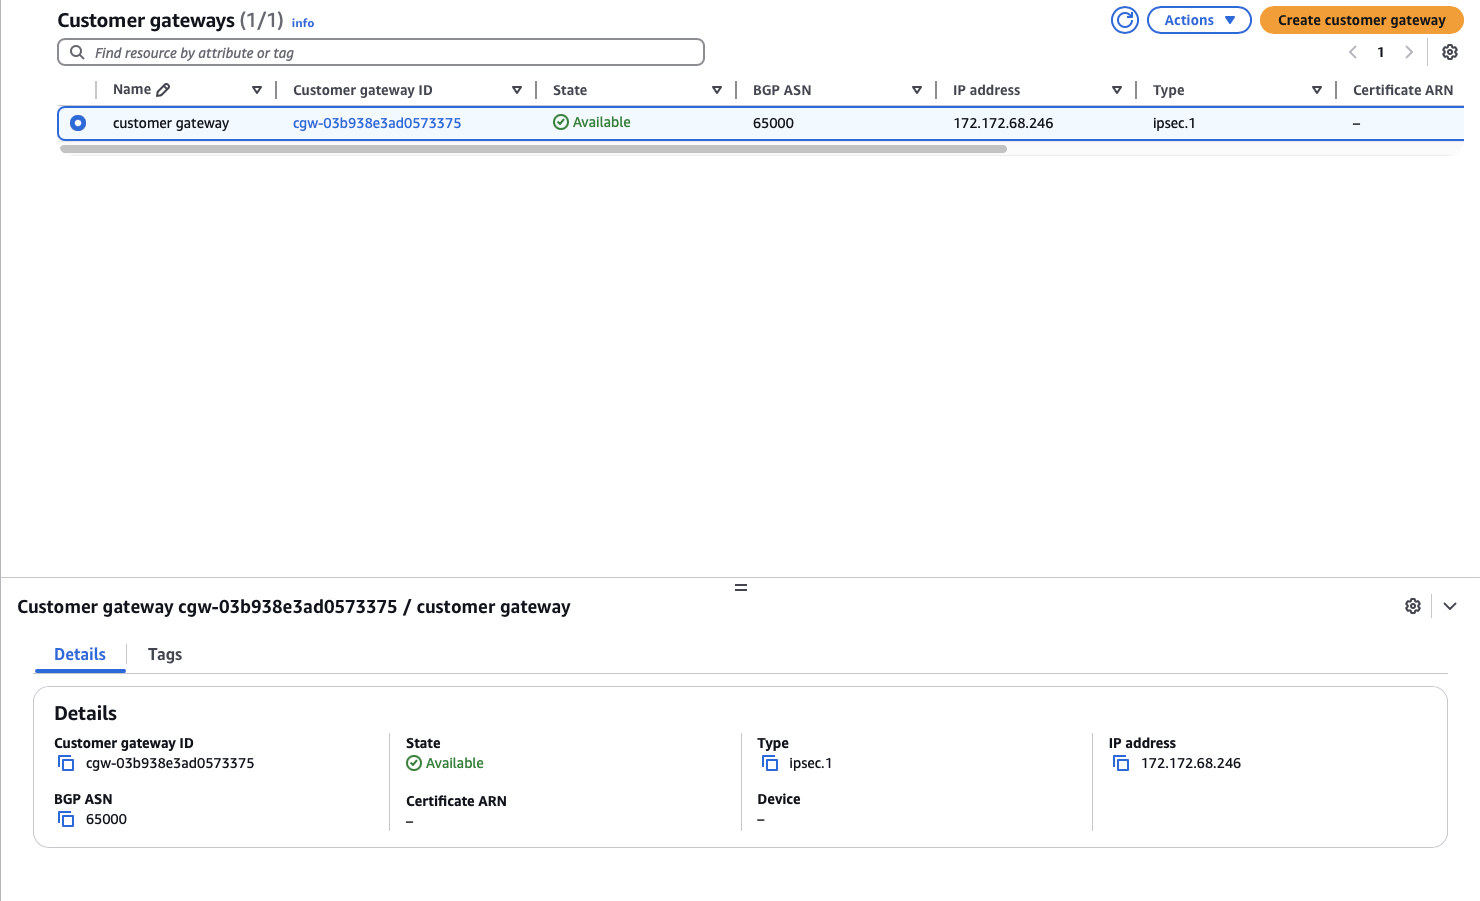 Customer gateways (1/1) info
Actions
Create customer gateway
Find resource by attribute or tag
1
Name Customer gateway ID State BGP ASN IP address Type Certificate ARN
customer gateway cgw-03b938e3ad0573375 Available 65000 172.172.68.246 ipsec.1 –
Customer gateway cgw-03b938e3ad0573375 / customer gateway
Details Tags
Details
Customer gateway ID
cgw-03b938e3ad0573375
State
Available
Type
ipsec.1
IP address
172.172.68.246
BGP ASN
65000
Certificate ARN
–
Device
–